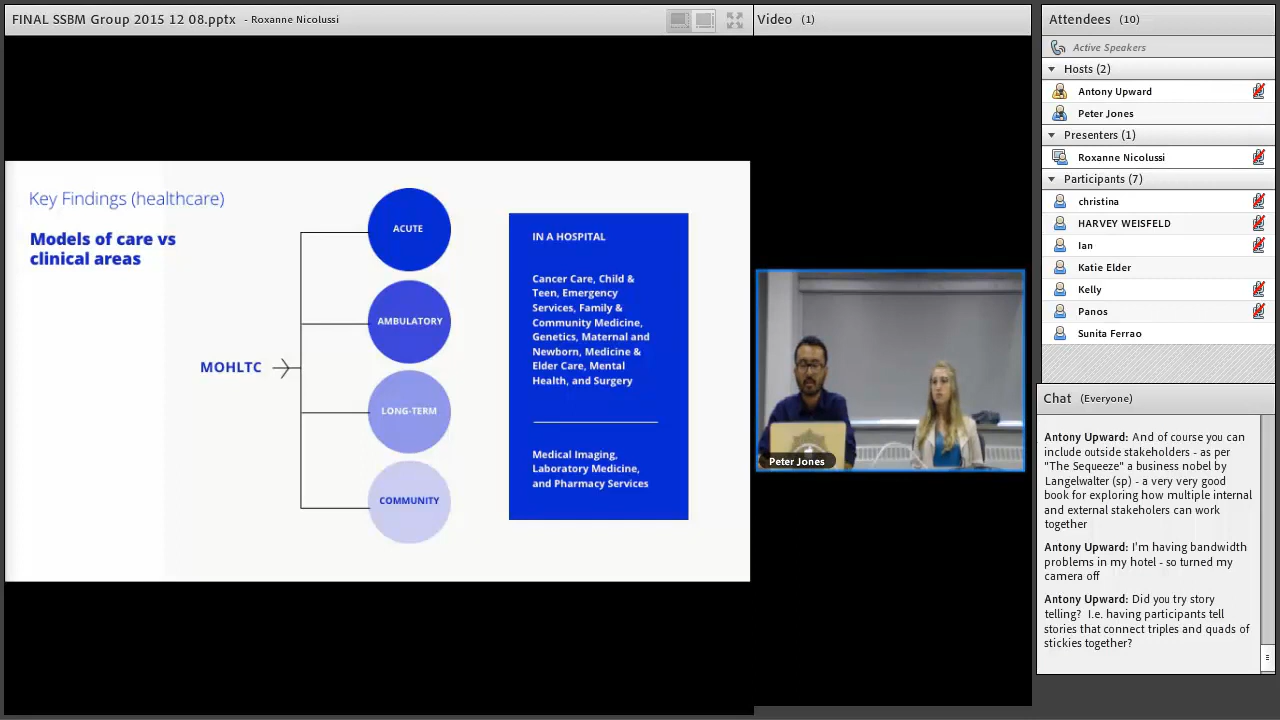 FINAL SSBM Group 2015 12 08.pptx - Roxanne Nicolussi
Key Findings (healthcare)
Models of care vs
clinical areas
MOHLTC
ACUTE
AMBULATORY
LONG-TERM
COMMUNITY
IN A HOSPITAL
Cancer Care, Child &
Teen, Emergency
Services, Family &
Community Medicine,
Genetics, Maternal and
Newborn, Medicine &
Elder Care, Mental
Health, and Surgery
Medical Imaging,
Laboratory Medicine,
and Pharmacy Services
Video (1)
Peter Jones
Attendees (10)
Active Speakers
Hosts (2)
Antony Upward
Peter Jones
Presenters (1)
Roxanne Nicolussi
Participants (7)
christina
HARVEY WEISFELD
Ian
Katie Elder
Kelly
Panos
Sunita Ferrao
Chat (Everyone)
Antony Upward: And of course you can
include outside stakeholders - as per
"The Sequeeze" a business nobel by
Langelwalter (sp) - a very very good
book for exploring how multiple internal
and external stakeholers can work
together
Antony Upward: I'm having bandwidth
problems in my hotel - so turned my
camera off
Antony Upward: Did you try story
telling? I.e. having participants tell
stories that connect triples and quads of
stickies together?